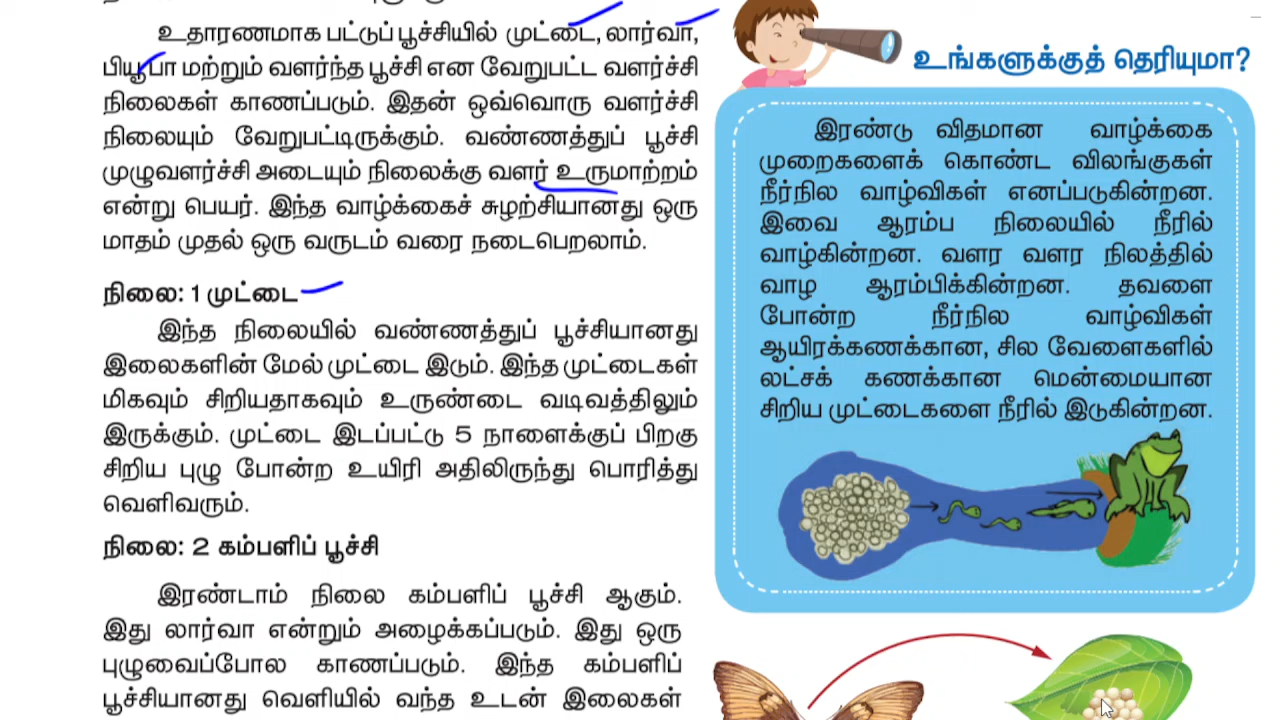 உதாரணமாக பட்டுப் பூச்சியில் முட்டை, லார்வா,
பியூபா மற்றும் வளர்ந்த பூச்சி என வேறுபட்ட வளர்ச்சி
நிலைகள் காணப்படும். இதன் ஒவ்வொரு வளர்ச்சி
நிலையும் வேறுபட்டிருக்கும். வண்ணத்துப் பூச்சி
முழுவளர்ச்சி அடையும் நிலைக்கு வளர் உருமாற்றம்
என்று பெயர். இந்த வாழ்க்கைச் சுழற்சியானது ஒரு
மாதம் முதல் ஒரு வருடம் வரை நடைபெறலாம்.
நிலை: 1 முட்டை
இந்த நிலையில் வண்ணத்துப் பூச்சியானது
இலைகளின் மேல் முட்டை இடும். இந்த முட்டைகள்
மிகவும் சிறியதாகவும் உருண்டை வடிவத்திலும்
இருக்கும். முட்டை இடப்பட்டு 5 நாளைக்குப் பிறகு
சிறிய புழு போன்ற உயிரி அதிலிருந்து பொரித்து
வெளிவரும்.
நிலை: 2 கம்பளிப் பூச்சி
இரண்டாம் நிலை கம்பளிப் பூச்சி ஆகும்.
இது லார்வா என்றும் அழைக்கப்படும். இது ஒரு
புழுவைப்போல காணப்படும். இந்த கம்பளிப்
பூச்சியானது வெளியில் வந்த உடன் இலைகள்
உங்களுக்குத் தெரியுமா?
இரண்டு விதமான வாழ்க்கை
முறைகளைக் கொண்ட விலங்குகள்
நீர்நில வாழ்விகள் எனப்படுகின்றன.
இவை ஆரம்ப நிலையில் நீரில்
வாழ்கின்றன. வளர வளர நிலத்தில்
வாழ ஆரம்பிக்கின்றன. தவளை
போன்ற நீர்நில வாழ்விகள்
ஆயிரக்கணக்கான, சில வேளைகளில்
லட்சக் கணக்கான மென்மையான
சிறிய முட்டைகளை நீரில் இடுகின்றன.